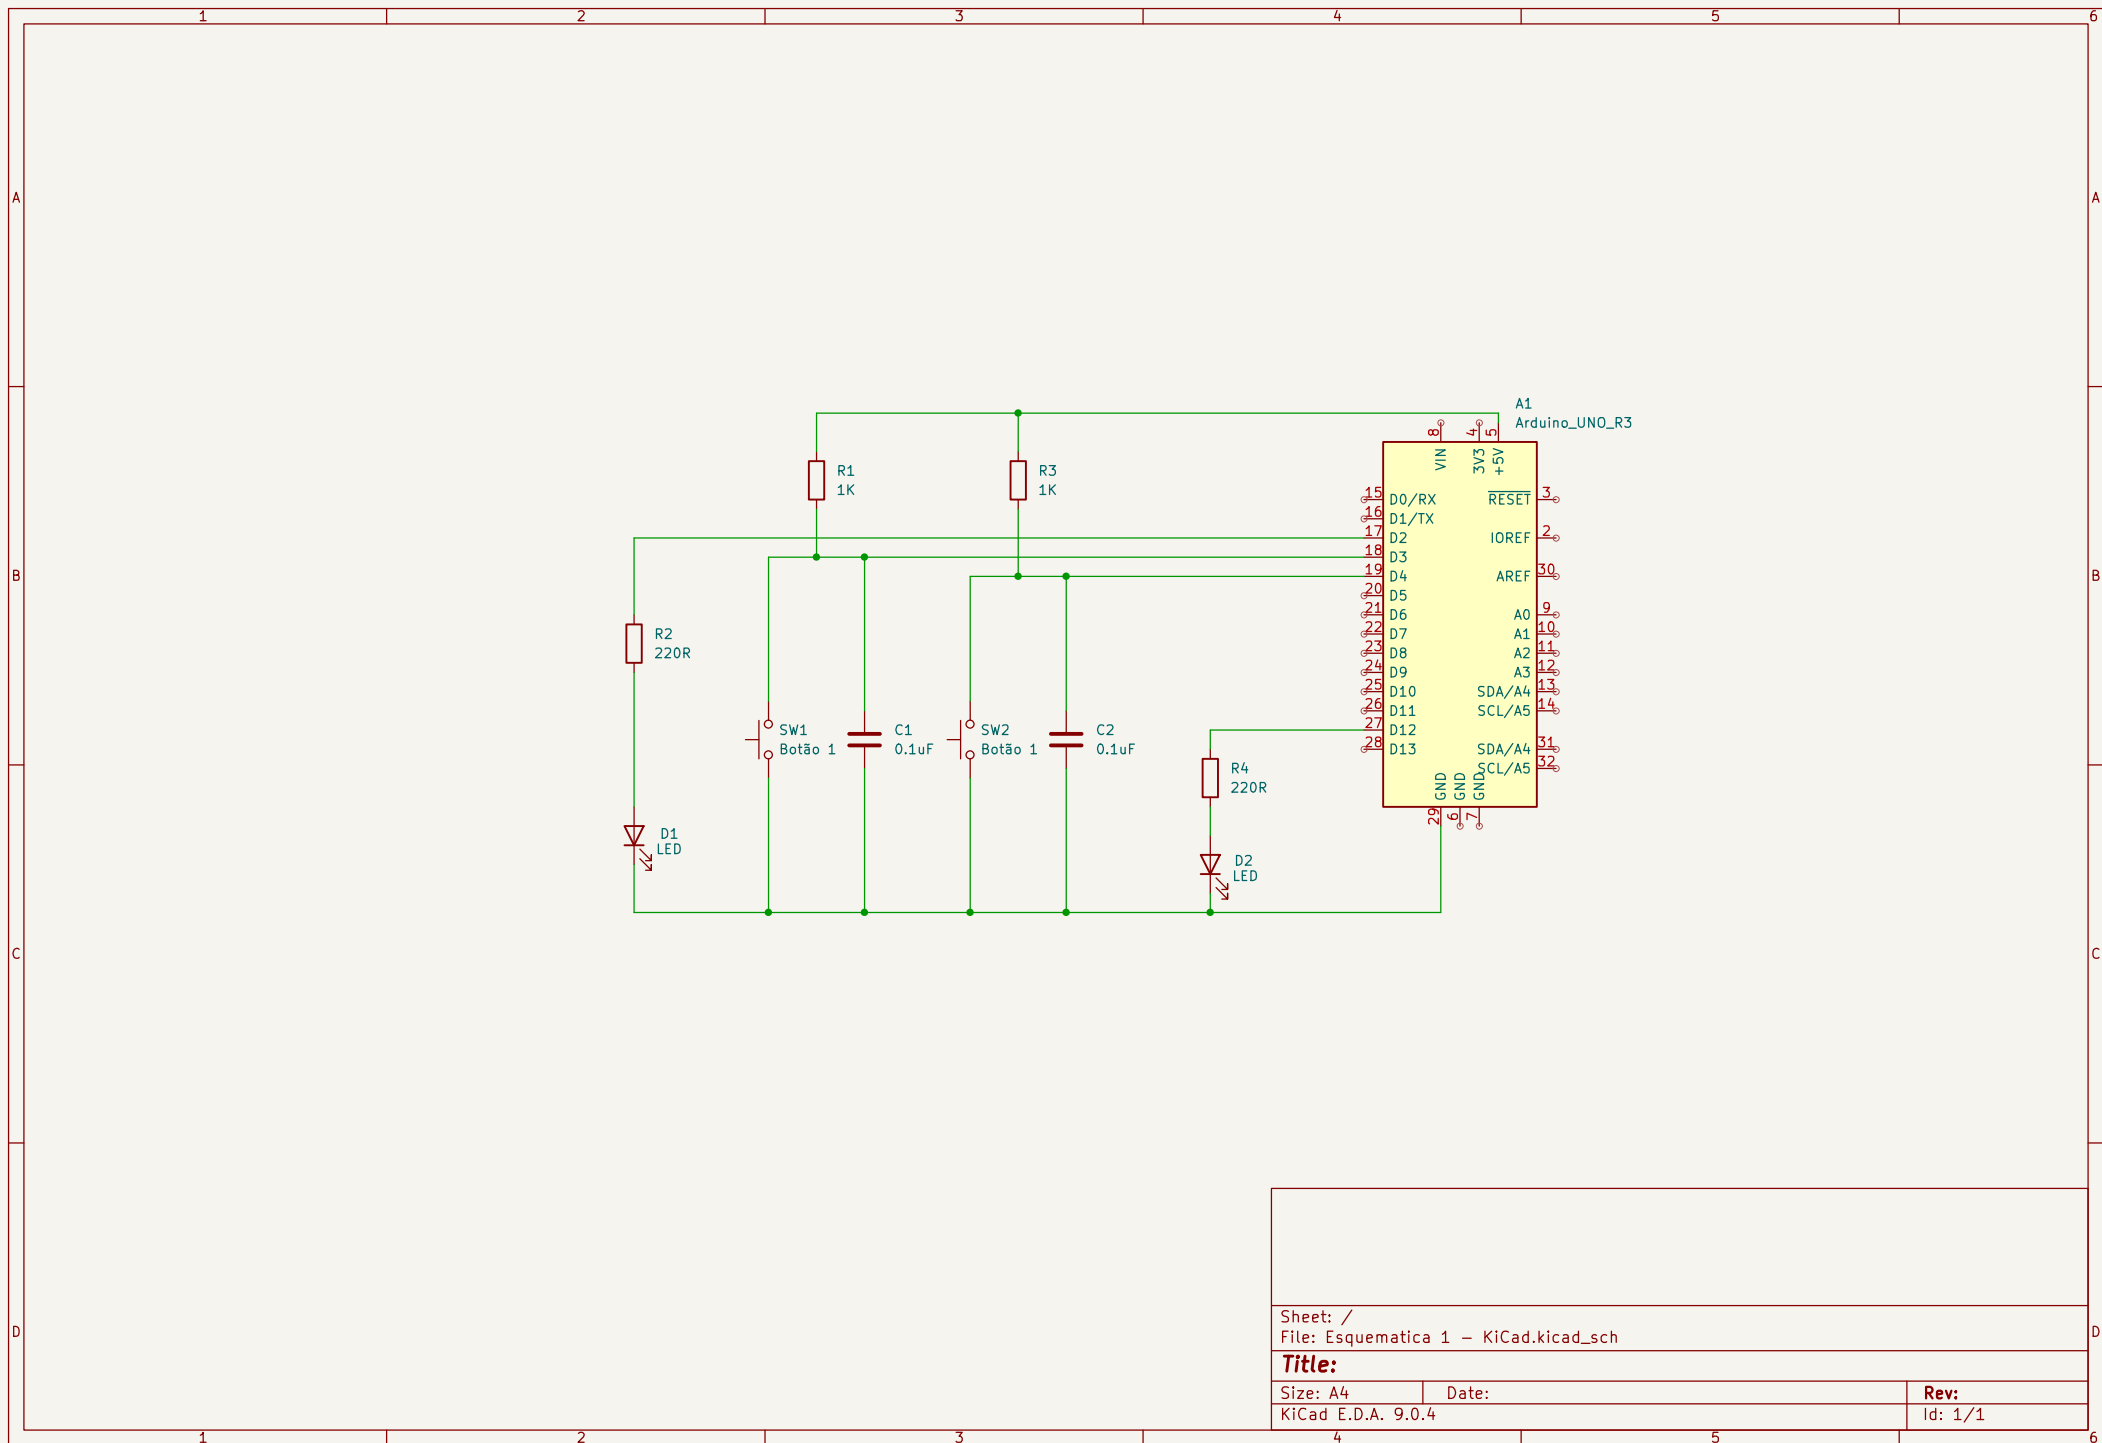 1 2 3 4 5 6
A A
A1
Arduino_UNO_R3
8 4 5
VIN 3V3 +5V
R1
1K
R3
1K
15 D0/RX RESET 3
16 D1/TX
17 D2 IOREF 2
18 D3
19 D4 AREF 30
B B
20 D5
21 D6 A0 9
22 D7 A1 10
23 D8 A2 11
24 D9 A3 12
25 D10 SDA/A4 13
26 D11 SCL/A5 14
27 D12
28 D13 SDA/A4 31
SCL/A5 32
GND GND GND
29 6 7
R2
220R
SW1
Botão 1
C1
0.1uF
SW2
Botão 1
C2
0.1uF
R4
220R
D1
LED
D2
LED
C C
Sheet: /
File: Esquematica 1 - KiCad.kicad_sch
D D
Title:
Size: A4 Date: Rev:
KiCad E.D.A. 9.0.4 Id: 1/1
1 2 3 4 5 6